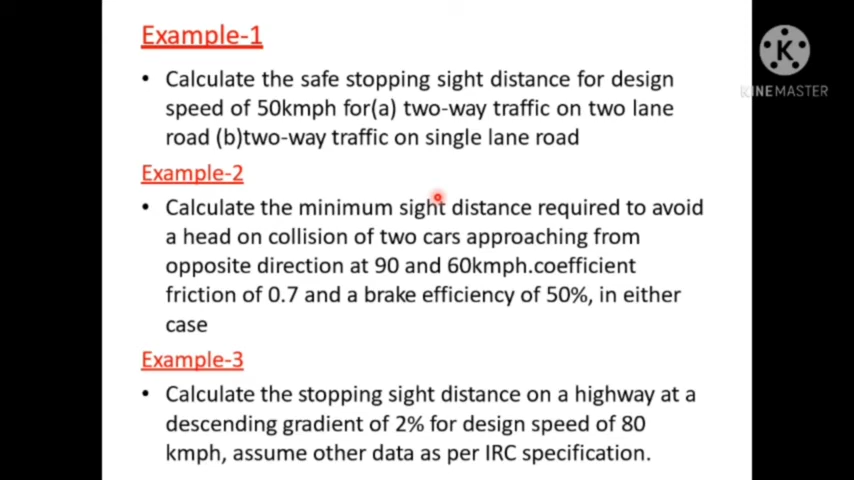 Example-1
• Calculate the safe stopping sight distance for design
speed of 50kmph for(a) two-way traffic on two lane
road (b)two-way traffic on single lane road
Example-2
• Calculate the minimum sight distance required to avoid
a head on collision of two cars approaching from
opposite direction at 90 and 60kmph.coefficient
friction of 0.7 and a brake efficiency of 50%, in either
case
Example-3
• Calculate the stopping sight distance on a highway at a
descending gradient of 2% for design speed of 80
kmph, assume other data as per IRC specification.
K
KINEMASTER